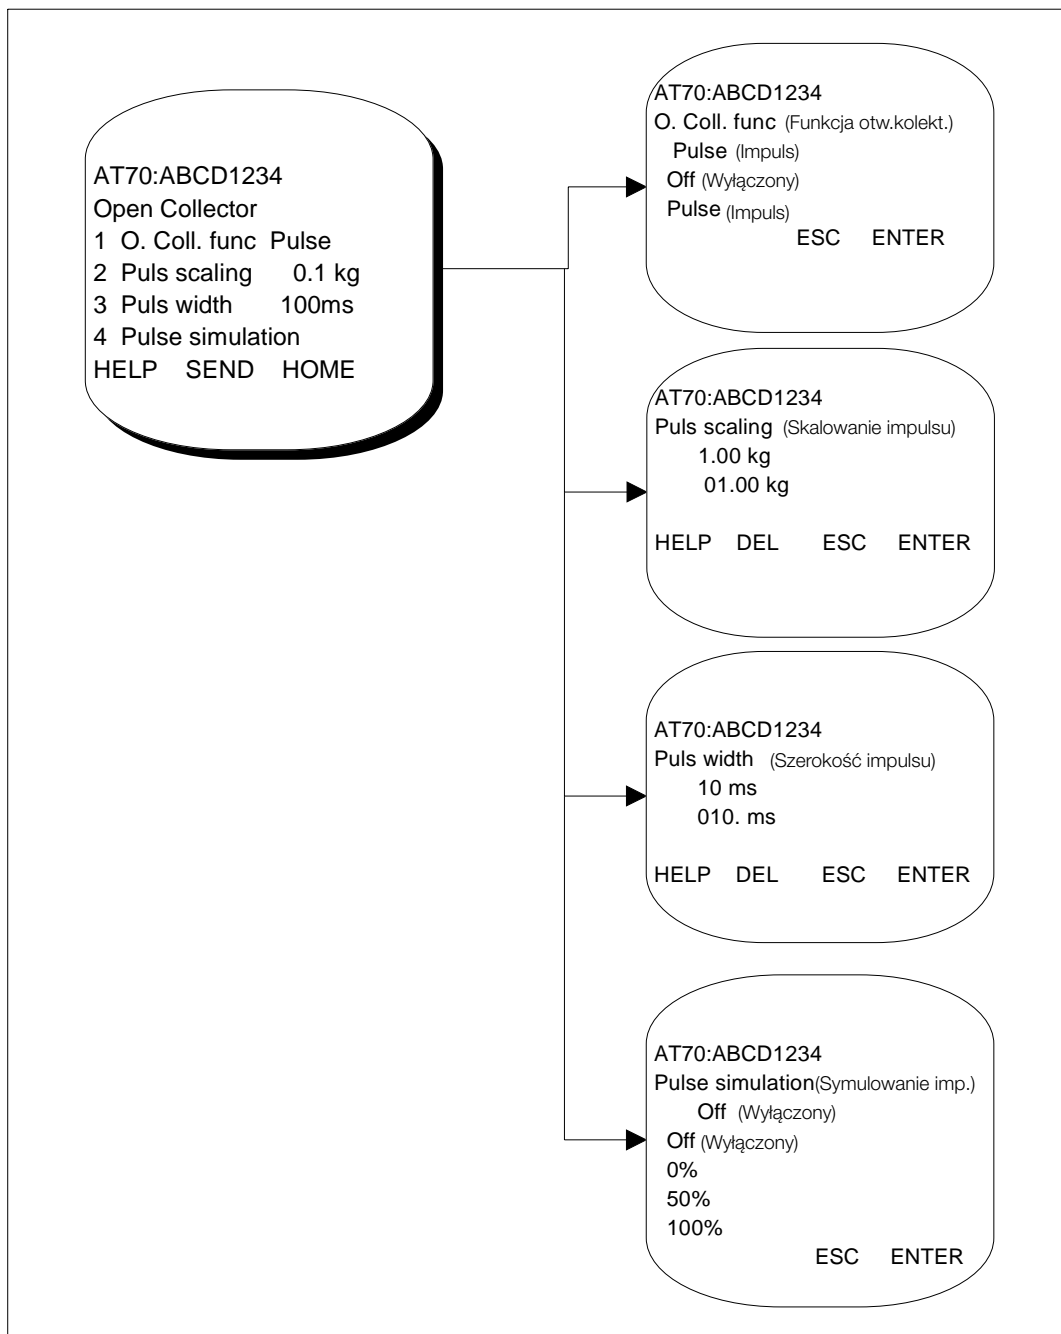 AT70:ABCD1234
Open Collector
1 O. Coll. func Pulse
2 Puls scaling 0.1 kg
3 Puls width 100ms
4 Pulse simulation
HELP SEND HOME
AT70:ABCD1234
O. Coll. func (Funkcja otw.kolekt.)
Pulse (Impuls)
Off (Wyłączony)
Pulse (Impuls)
ESC ENTER
AT70:ABCD1234
Puls scaling (Skalowanie impulsu)
1.00 kg
01.00 kg
HELP DEL ESC ENTER
AT70:ABCD1234
Puls width (Szerokość impulsu)
10 ms
010. ms
HELP DEL ESC ENTER
AT70:ABCD1234
Pulse simulation(Symulowanie imp.)
Off (Wyłączony)
Off (Wyłączony)
0%
50%
100%
ESC ENTER